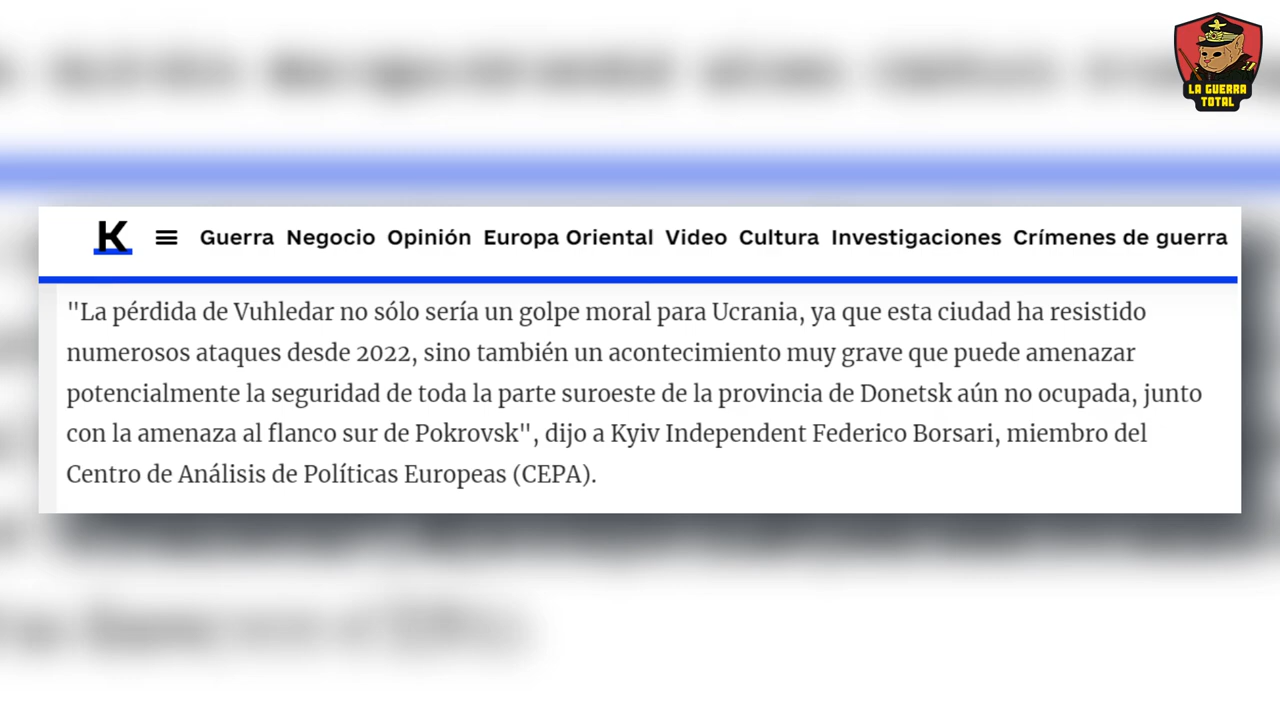 LA GUERRA
TOTAL
K
Guerra Negocio Opinión Europa Oriental Video Cultura Investigaciones Crímenes de guerra
"La pérdida de Vuhledar no sólo sería un golpe moral para Ucrania, ya que esta ciudad ha resistido
numerosos ataques desde 2022, sino también un acontecimiento muy grave que puede amenazar
potencialmente la seguridad de toda la parte suroeste de la provincia de Donetsk aún no ocupada, junto
con la amenaza al flanco sur de Pokrovsk", dijo a Kyiv Independent Federico Borsari, miembro del
Centro de Análisis de Políticas Europeas (CEPA).